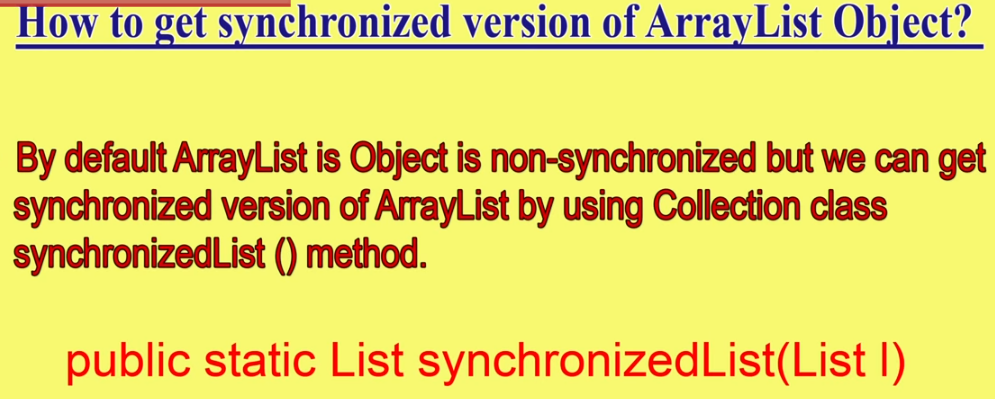 How to get synchronized version of ArrayList Object?
By default ArrayList is Object is non-synchronized but we can get
synchronized version of ArrayList by using Collection class
synchronizedList () method.
public static List synchronizedList(List l)